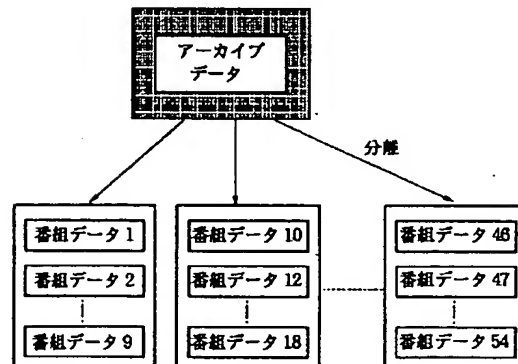 アーカイブ
データ
分離
番組データ 1
番組データ 2
番組データ 9
番組データ 10
番組データ 12
番組データ 18
番組データ 46
番組データ 47
番組データ 54